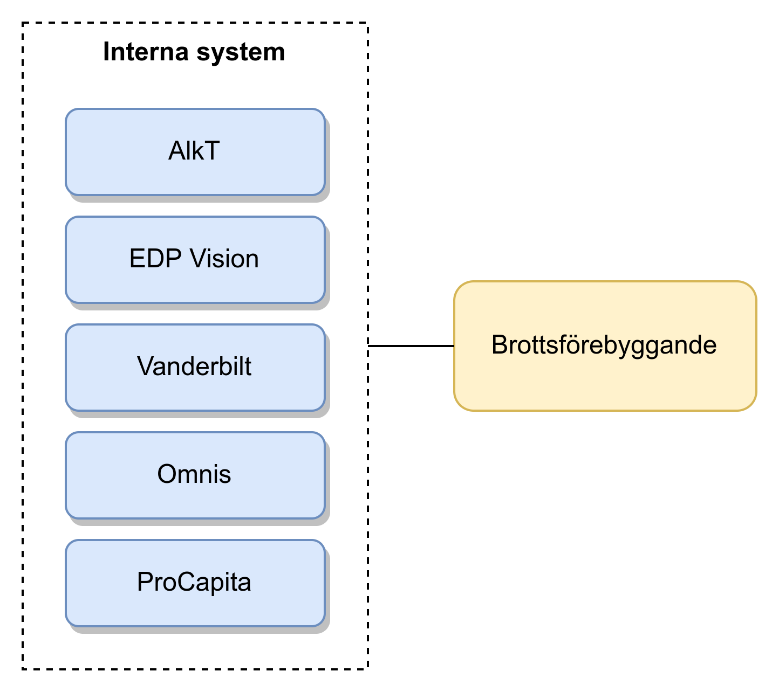 Interna system
AlkT
EDP Vision
Vanderbilt
Omnis
ProCapita
Brottsförebyggande